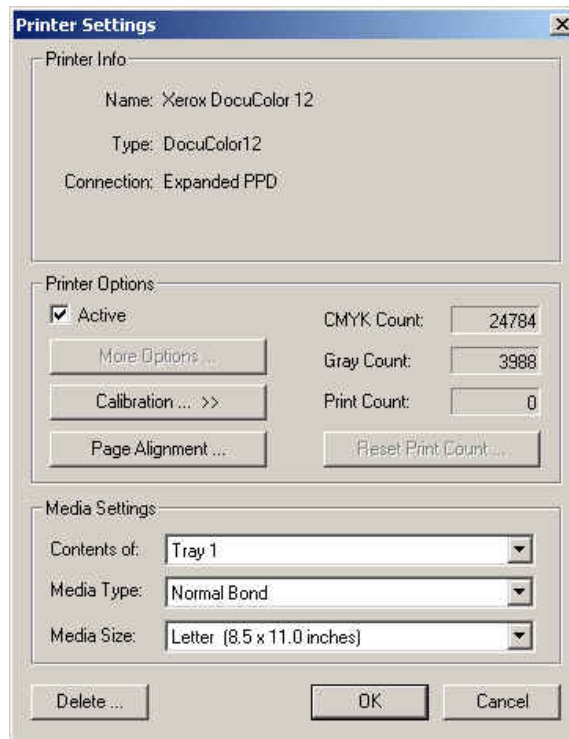 Printer Settings
Printer Info
Name: Xerox DocuColor 12
Type: DocuColor12
Connection: Expanded PPD
Printer Options
Active
CMYK Count: 24784
More Options ...
Gray Count: 3988
Calibration ... >>
Print Count: 0
Page Alignment ...
Reset Print Count ...
Media Settings
Contents of: Tray 1
Media Type: Normal Bond
Media Size: Letter (8.5 x 11.0 inches)
Delete ...
OK
Cancel